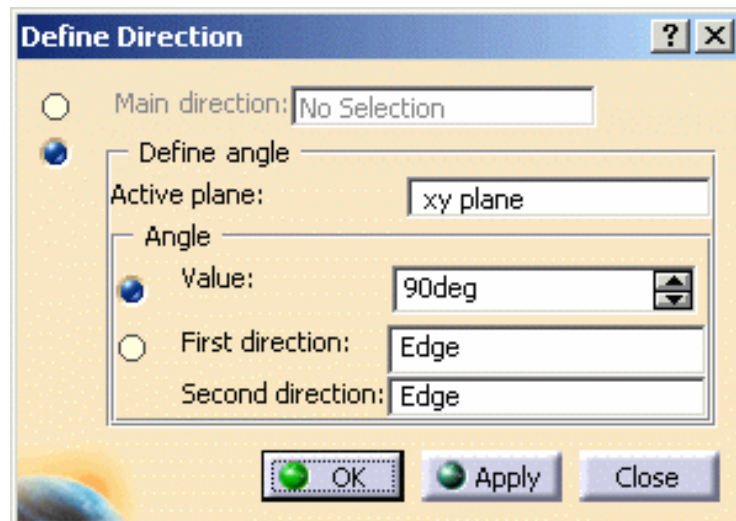 Define Direction ? X
Main direction: No Selection
Define angle
Active plane: xy plane
Angle
Value: 90deg
First direction: Edge
Second direction: Edge
OK Apply Close